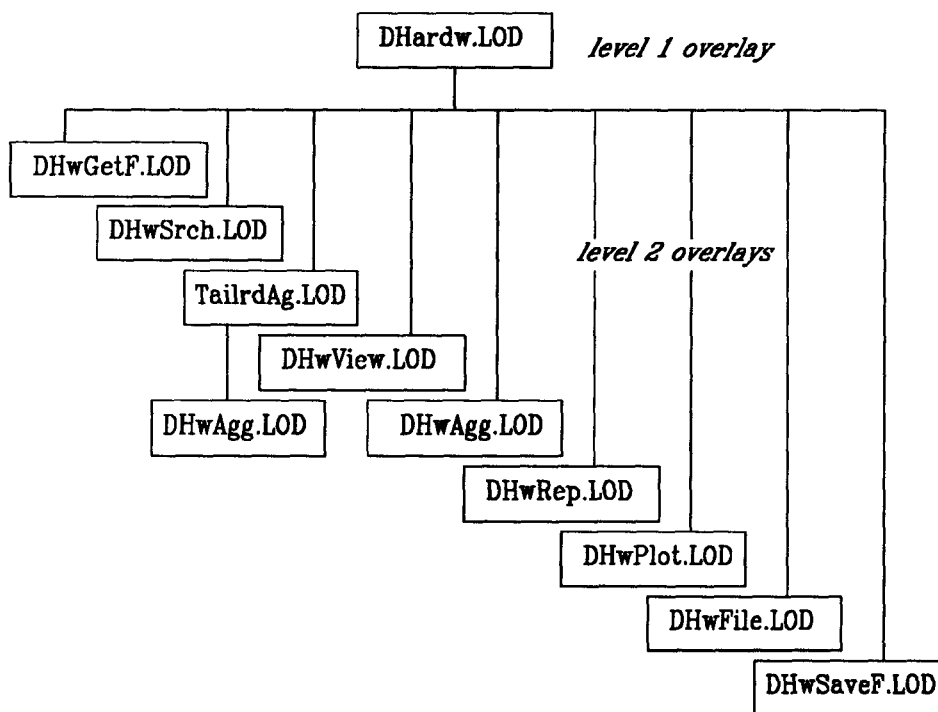 DHardw.LOD
level 1 overlay
DHwGetF.LOD
DHwSrch.LOD
level 2 overlays
TailrdAg.LOD
DHwView.LOD
DHwAgg.LOD
DHwAgg.LOD
DHwRep.LOD
DHwPlot.LOD
DHwFile.LOD
DHwSaveF.LOD